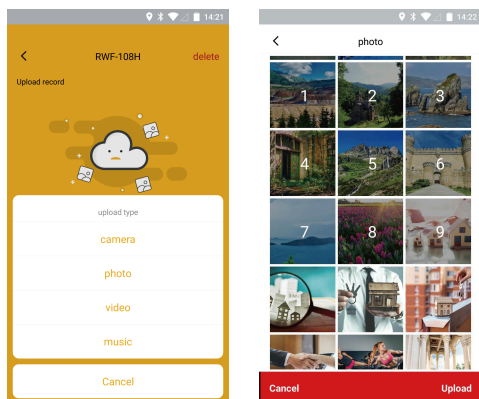 14:21
RWF-108H
delete
Upload record
upload type
camera
photo
video
music
Cancel
14:22
photo
1 2 3
4 5 6
7 8 9
Cancel Upload